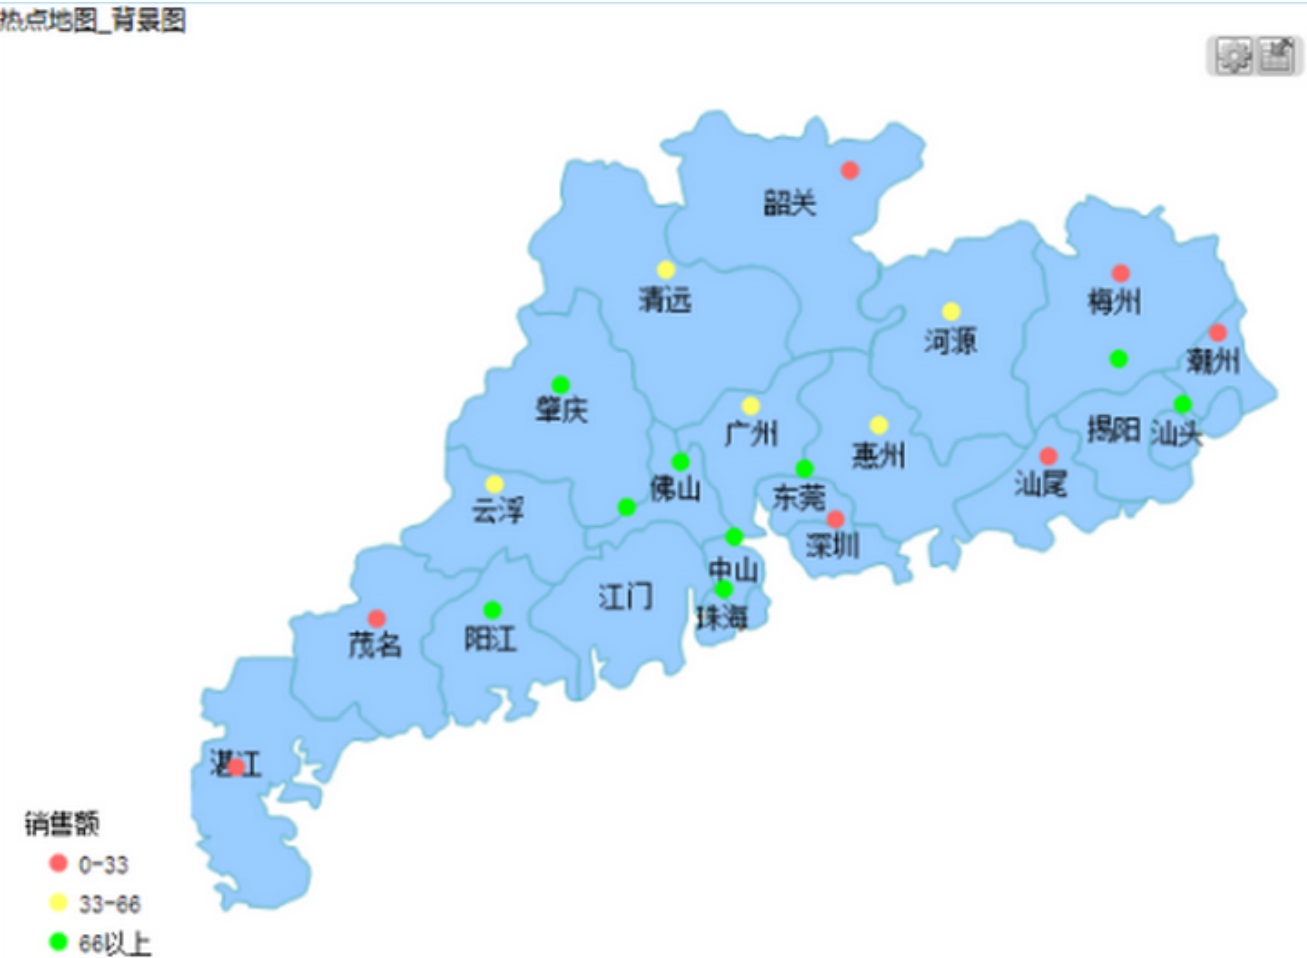 热点地图_背景图
韶关
清远
梅州
河源
潮州
肇庆
广州
揭阳
汕头
惠州
佛山
汕尾
东莞
云浮
深圳
中山
江门
珠海
阳江
茂名
湛江
销售额
0-33
33-66
66以上